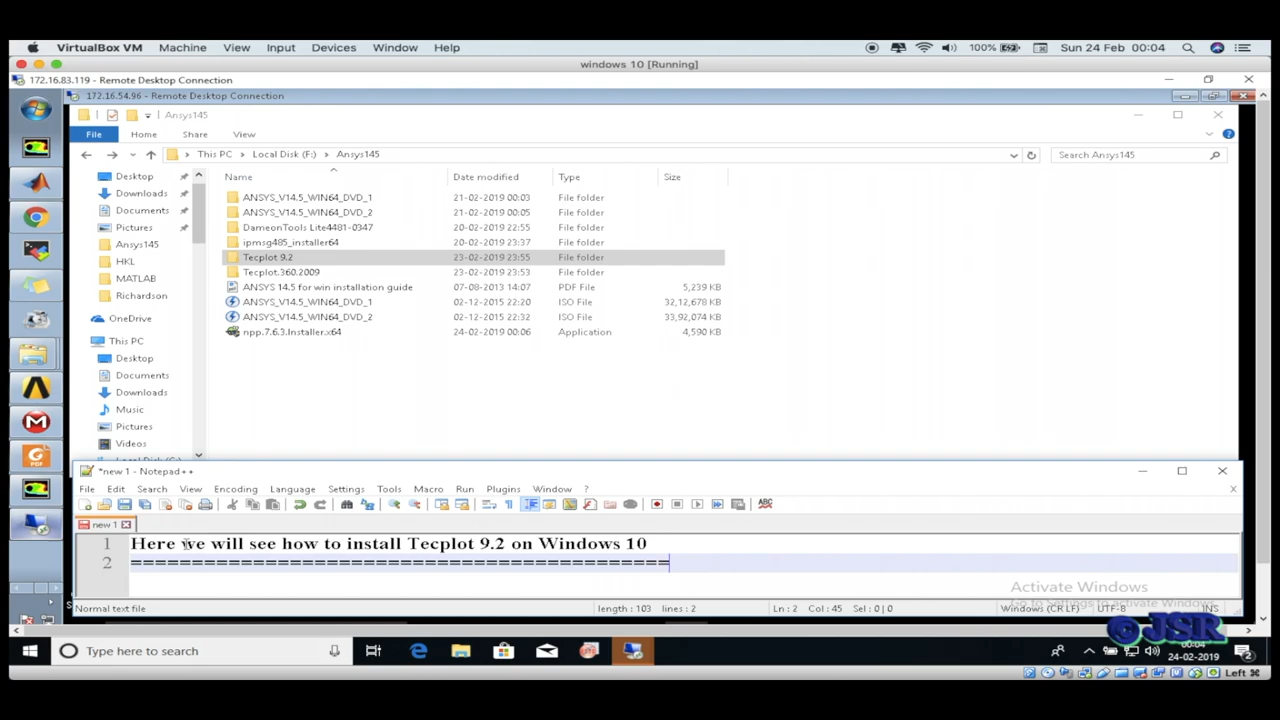 VirtualBox VM Machine View Input Devices Window Help 100% Sun 24 Feb 00:04
windows 10 [Running]
172.16.83.119 - Remote Desktop Connection
172.16.54.96 - Remote Desktop Connection
Ansys145
File Home Share View
This PC > Local Disk (F:) > Ansys145 Search Ansys145
Name Date modified Type Size
Desktop
Downloads
Documents
Pictures
Ansys145
HKL
MATLAB
Richardson
OneDrive
This PC
Desktop
Documents
Downloads
Music
Pictures
Videos
ANSYS_V14.5_WIN64_DVD_1 21-02-2019 00:03 File folder
ANSYS_V14.5_WIN64_DVD_2 21-02-2019 00:05 File folder
DameonTools Lite4481-0347 20-02-2019 22:55 File folder
ipmsg485_installer64 20-02-2019 23:37 File folder
Tecplot 9.2 23-02-2019 23:55 File folder
Tecplot.360.2009 23-02-2019 23:53 File folder
ANSYS 14.5 for win installation guide 07-08-2013 14:07 PDF File 5,239 KB
ANSYS_V14.5_WIN64_DVD_1 02-12-2015 22:20 ISO File 32,12,678 KB
ANSYS_V14.5_WIN64_DVD_2 02-12-2015 22:32 ISO File 33,92,074 KB
npp.7.6.3.Installer.x64 24-02-2019 00:06 Application 4,590 KB
*new 1 - Notepad++
File Edit Search View Encoding Language Settings Tools Macro Run Plugins Window ? X
new 1
1 Here we will see how to install Tecplot 9.2 on Windows 10
2 ============================================
Activate Windows
Go to Settings to activate Windows.
Normal text file length : 103 lines : 2 Ln : 2 Col : 45 Sel : 0 | 0 Windows (CR LF) UTF-8 INS
© JSR
Type here to search
00:04
24-02-2019
2
Left ⌘